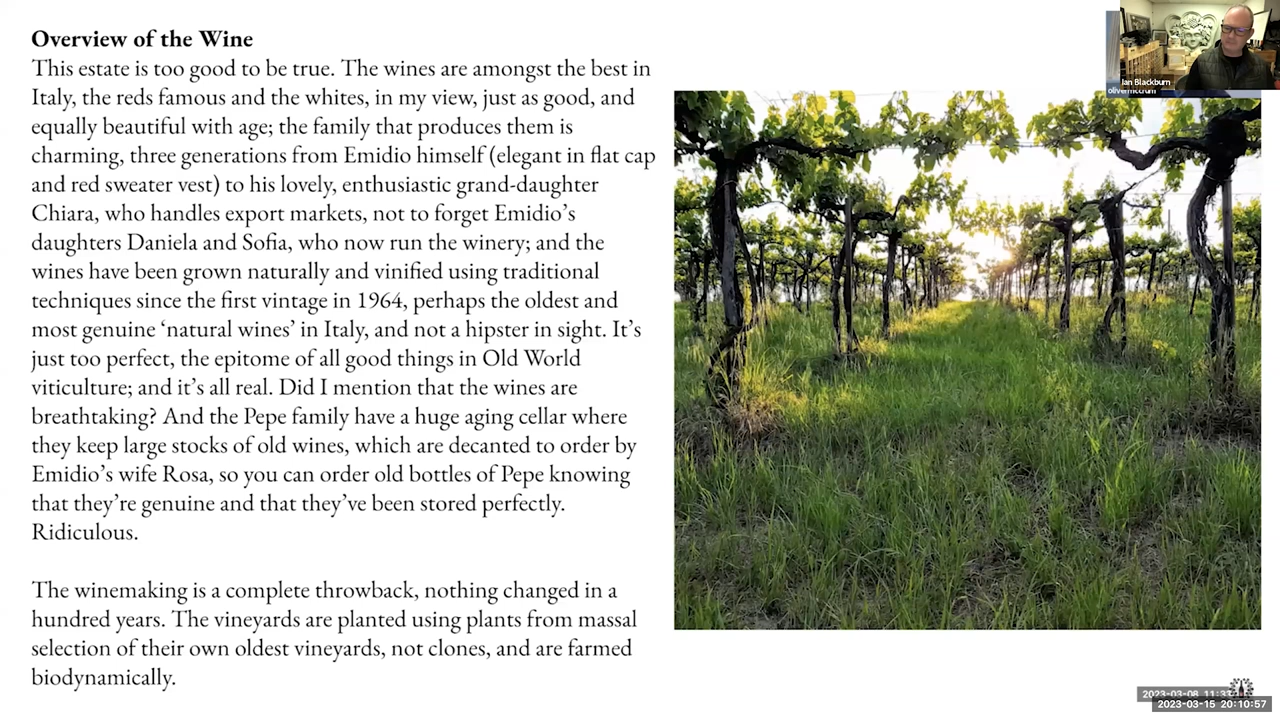 Overview of the Wine
This estate is too good to be true. The wines are amongst the best in
Italy, the reds famous and the whites, in my view, just as good, and
equally beautiful with age; the family that produces them is
charming, three generations from Emidio himself (elegant in flat cap
and red sweater vest) to his lovely, enthusiastic grand-daughter
Chiara, who handles export markets, not to forget Emidio's
daughters Daniela and Sofia, who now run the winery; and the
wines have been grown naturally and vinified using traditional
techniques since the first vintage in 1964, perhaps the oldest and
most genuine 'natural wines' in Italy, and not a hipster in sight. It's
just too perfect, the epitome of all good things in Old World
viticulture; and it's all real. Did I mention that the wines are
breathtaking? And the Pepe family have a huge aging cellar where
they keep large stocks of old wines, which are decanted to order by
Emidio's wife Rosa, so you can order old bottles of Pepe knowing
that they're genuine and that they've been stored perfectly.
Ridiculous.
The winemaking is a complete throwback, nothing changed in a
hundred years. The vineyards are planted using plants from massal
selection of their own oldest vineyards, not clones, and are farmed
biodynamically.
Ian Blackburn
olivermccrum
2023-03-08 11:3
2023-03-15 20:10:57